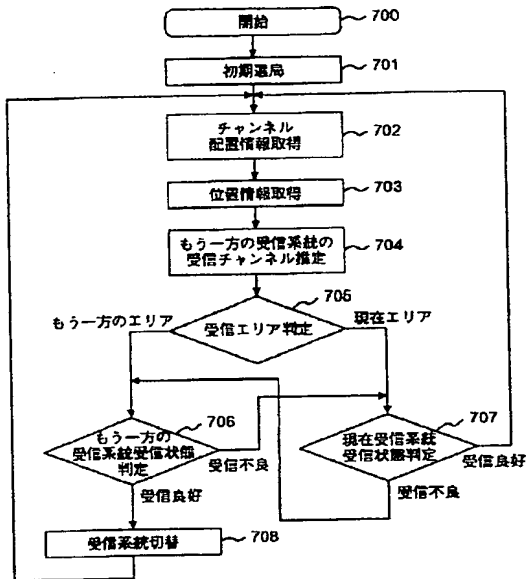 開始
700
初期選局
701
チャンネル
配置情報取得
702
位置情報取得
703
もう一方の受信系統の
受信チャンネル推定
704
705
もう一方のエリア
受信エリア判定
現在エリア
706
もう一方の
受信系統受信状態
判定
受信不良
受信良好
707
現在受信系統
受信状態判定
受信良好
受信不良
受信系統切替
708